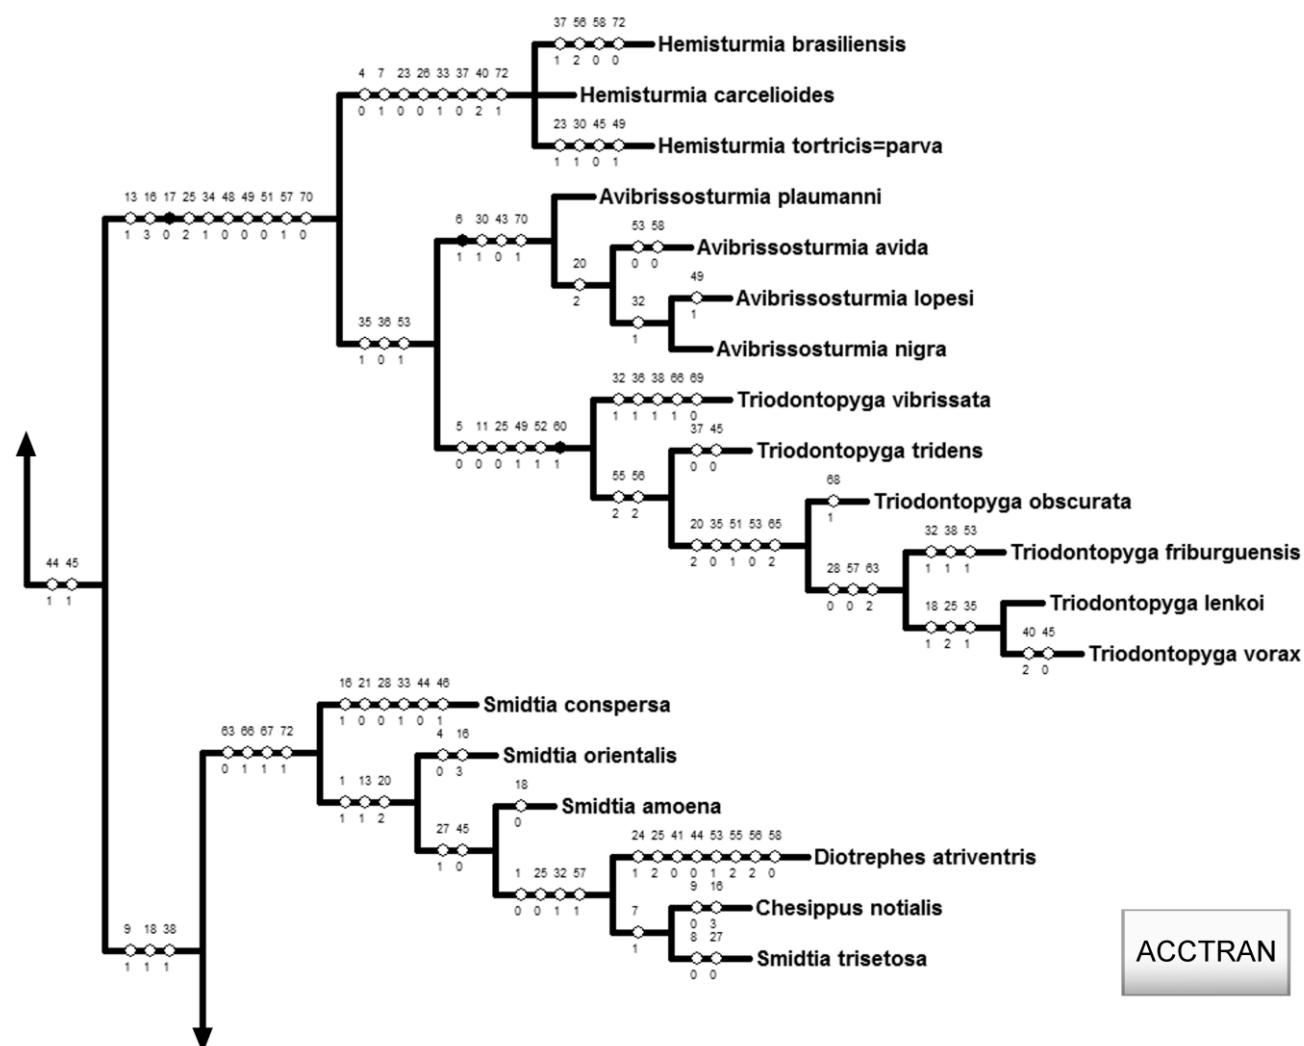 37 56 58 72
1 2 0 0
Hemisturmia brasiliensis
4 7 23 26 33 37 40 72
0 1 0 0 1 0 2 1
Hemisturmia carcelioides
23 30 45 49
1 1 0 1
Hemisturmia tortricis=parva
13 16 17 25 34 48 49 51 57 70
1 3 0 2 1 0 0 0 1 0
Avibrissosturmia plaumanni
6 30 43 70
1 1 0 1
53 58
0 0
Avibrissosturmia avida
20
2
49
1
Avibrissosturmia lopesi
32
1
35 36 53
1 0 1
Avibrissosturmia nigra
32 36 38 66 69
1 1 1 1 0
Triodontopyga vibrissata
5 11 25 49 52 60
0 0 0 1 1 1
37 45
0 0
Triodontopyga tridens
55 56
2 2
68
1
Triodontopyga obscurata
20 35 51 53 65
2 0 1 0 2
32 38 53
1 1 1
Triodontopyga friburguensis
28 57 63
0 0 2
44 45
1 1
Triodontopyga lenkoi
18 25 35
1 2 1
40 45
2 0
Triodontopyga vorax
16 21 28 33 44 46
1 0 0 1 0 1
Smidtia conspersa
63 66 67 72
0 1 1 1
4 16
0 3
Smidtia orientalis
1 13 20
1 1 2
18
0
Smidtia amoena
27 45
1 0
24 25 41 44 53 55 56 58
1 2 0 0 1 2 2 0
Diotrephes atriventris
1 25 32 57
0 0 1 1
9 16
0 3
Chesippus notialis
7
1
9 18 38
1 1 1
8 27
0 0
Smidtia trisetosa
ACCTRAN